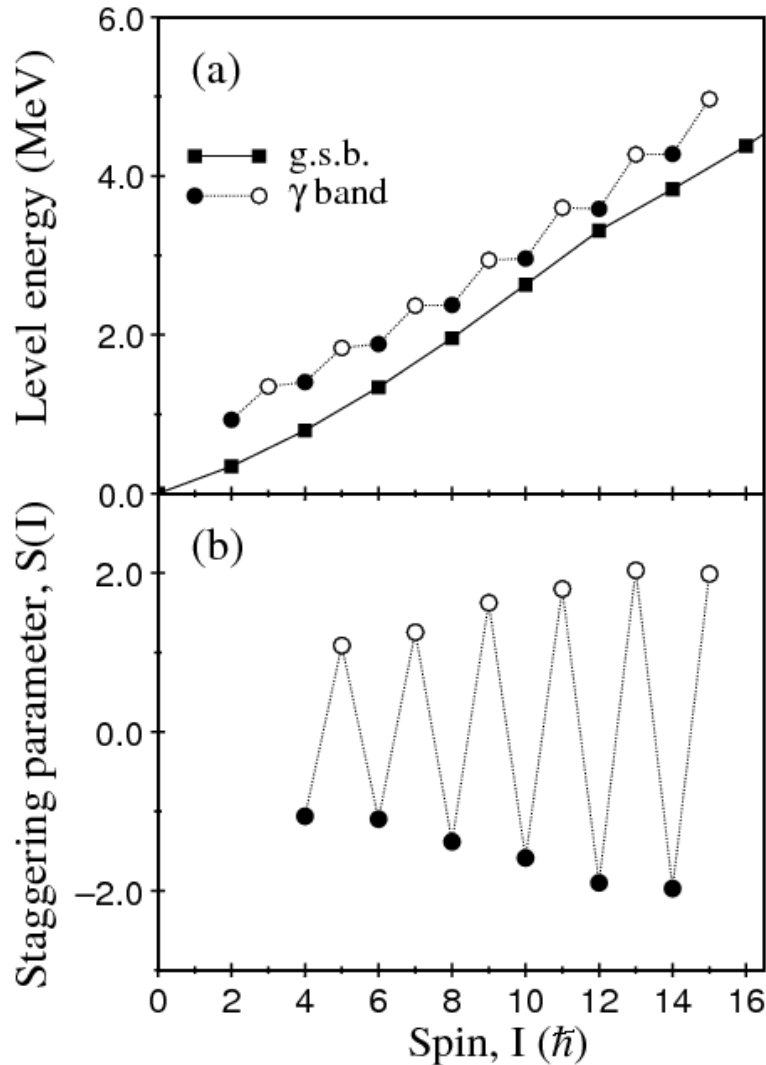 6.0
(a)
Level energy (MeV)
g.s.b.
γ band
4.0
2.0
0.0
(b)
Staggering parameter, S(I)
2.0
0.0
−2.0
0 2 4 6 8 10 12 14 16
Spin, I (ℏ)